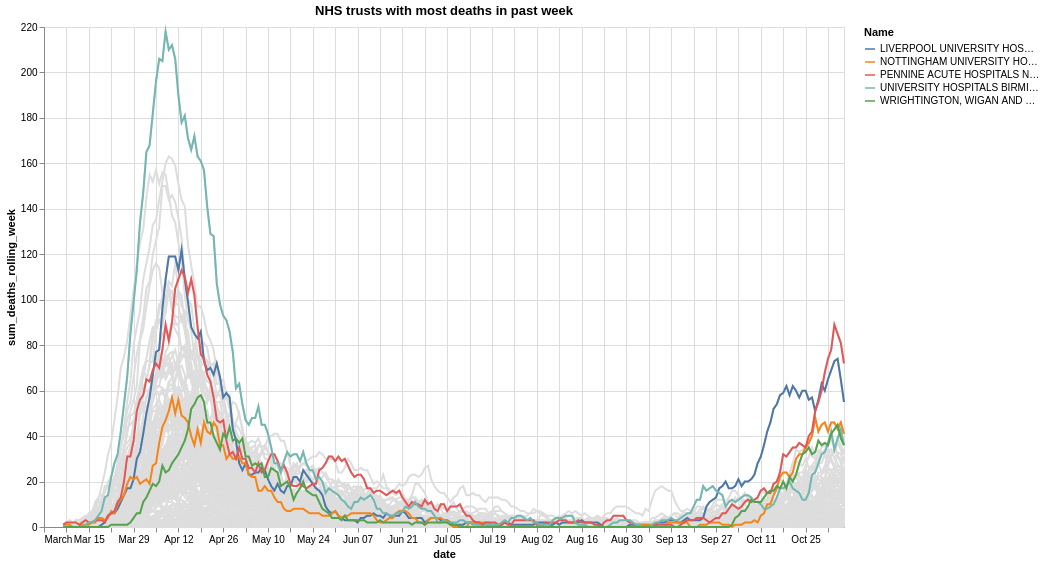 NHS trusts with most deaths in past week
sum_deaths_rolling_week
220
200
180
160
140
120
100
80
60
40
20
0
March Mar 15 Mar 29 Apr 12 Apr 26 May 10 May 24 Jun 07 Jun 21 Jul 05 Jul 19 Aug 02 Aug 16 Aug 30 Sep 13 Sep 27 Oct 11 Oct 25
date
Name
LIVERPOOL UNIVERSITY HOS…
NOTTINGHAM UNIVERSITY HO…
PENNINE ACUTE HOSPITALS N…
UNIVERSITY HOSPITALS BIRMI…
WRIGHTINGTON, WIGAN AND …